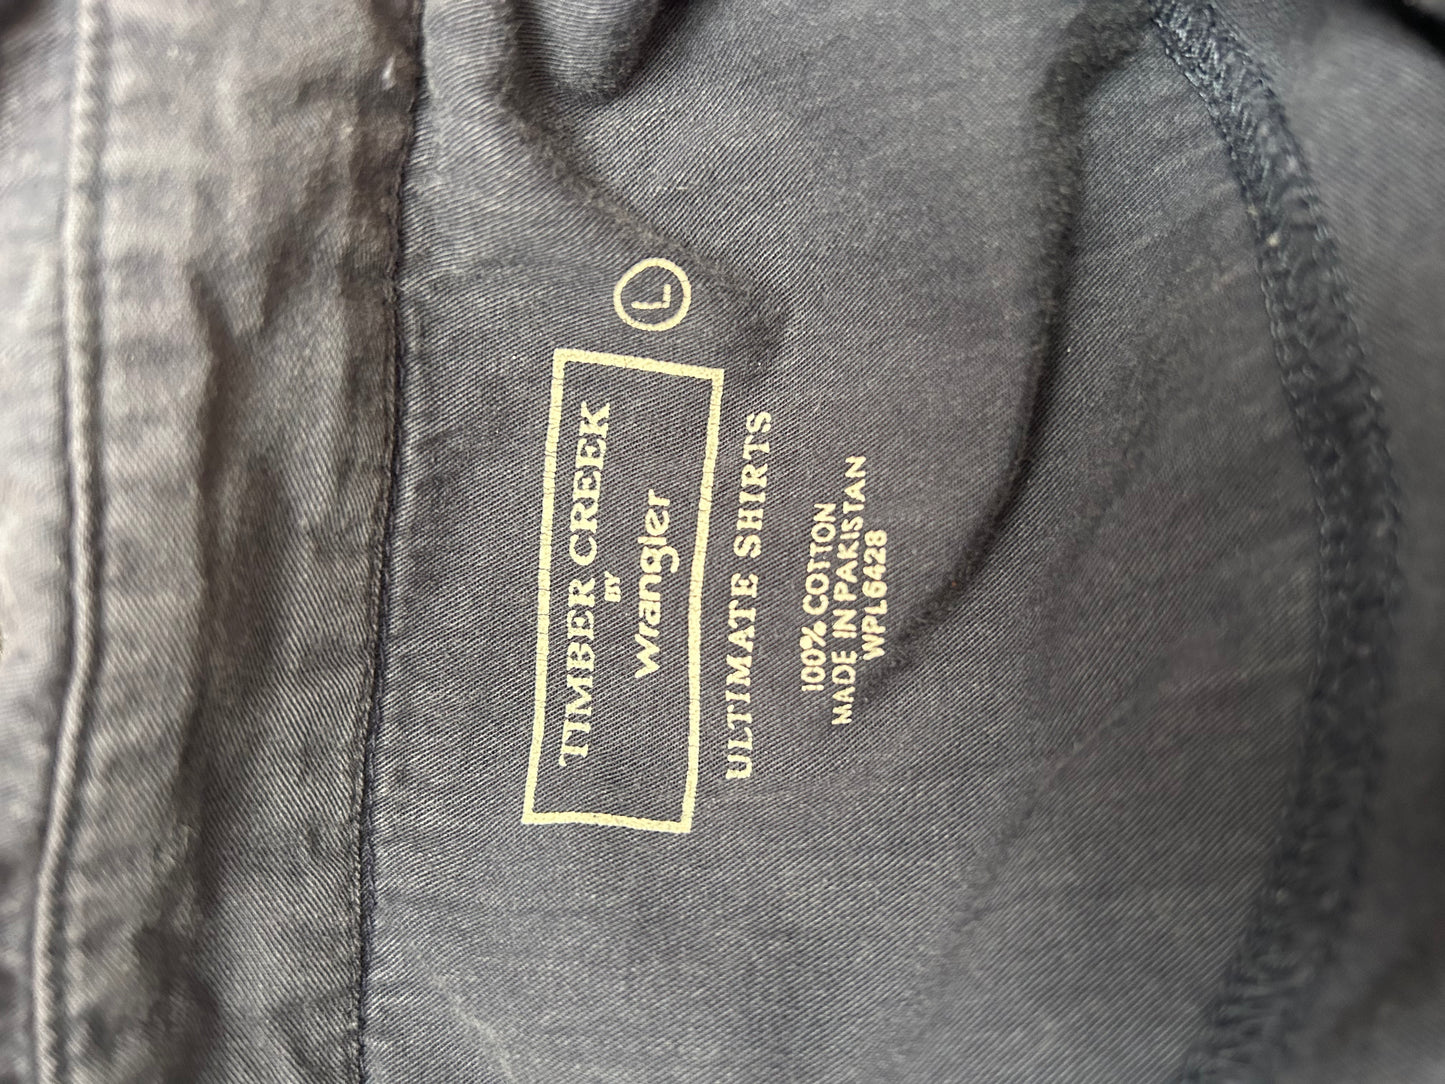 TIMBER CREEK
BY
Wrangler
L
ULTIMATE SHIRTS
100% COTTON
MADE IN PAKISTAN
WPL6428